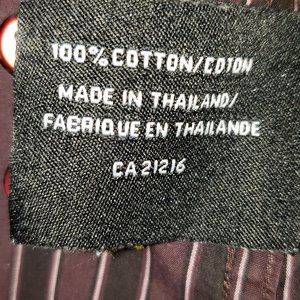 100% COTTON/COTON
MADE IN THAILAND/
FABRIQUE EN THAILANDE
CA 21216